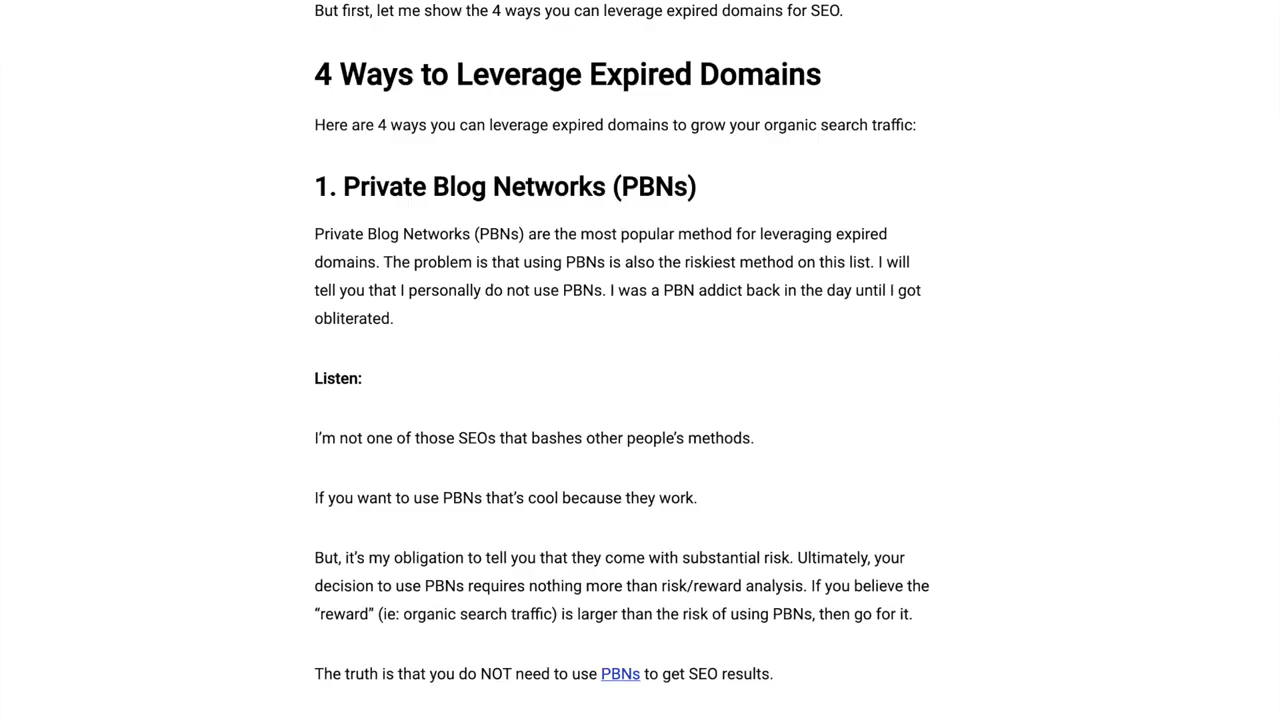 But first, let me show the 4 ways you can leverage expired domains for SEO.
4 Ways to Leverage Expired Domains
Here are 4 ways you can leverage expired domains to grow your organic search traffic:
1. Private Blog Networks (PBNs)
Private Blog Networks (PBNs) are the most popular method for leveraging expired
domains. The problem is that using PBNs is also the riskiest method on this list. I will
tell you that I personally do not use PBNs. I was a PBN addict back in the day until I got
obliterated.
Listen:
I’m not one of those SEOs that bashes other people’s methods.
If you want to use PBNs that’s cool because they work.
But, it’s my obligation to tell you that they come with substantial risk. Ultimately, your
decision to use PBNs requires nothing more than risk/reward analysis. If you believe the
“reward” (ie: organic search traffic) is larger than the risk of using PBNs, then go for it.
The truth is that you do NOT need to use PBNs to get SEO results.